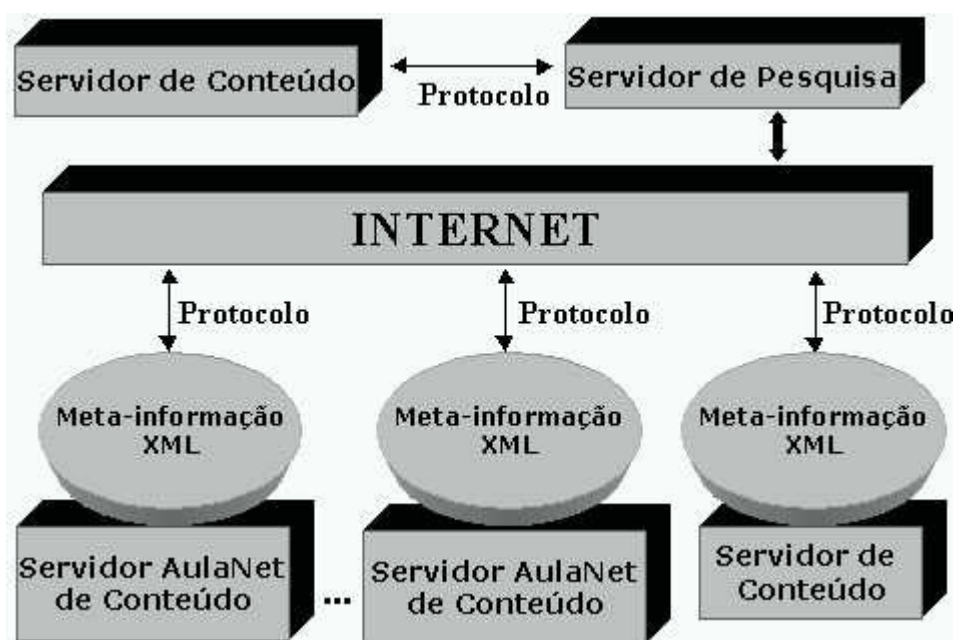 Servidor de Conteúdo
Protocolo
Servidor de Pesquisa
INTERNET
Protocolo
Protocolo
Protocolo
Meta-informação
XML
Meta-informação
XML
Meta-informação
XML
Servidor AulaNet
de Conteúdo
...
Servidor AulaNet
de Conteúdo
Servidor de
Conteúdo